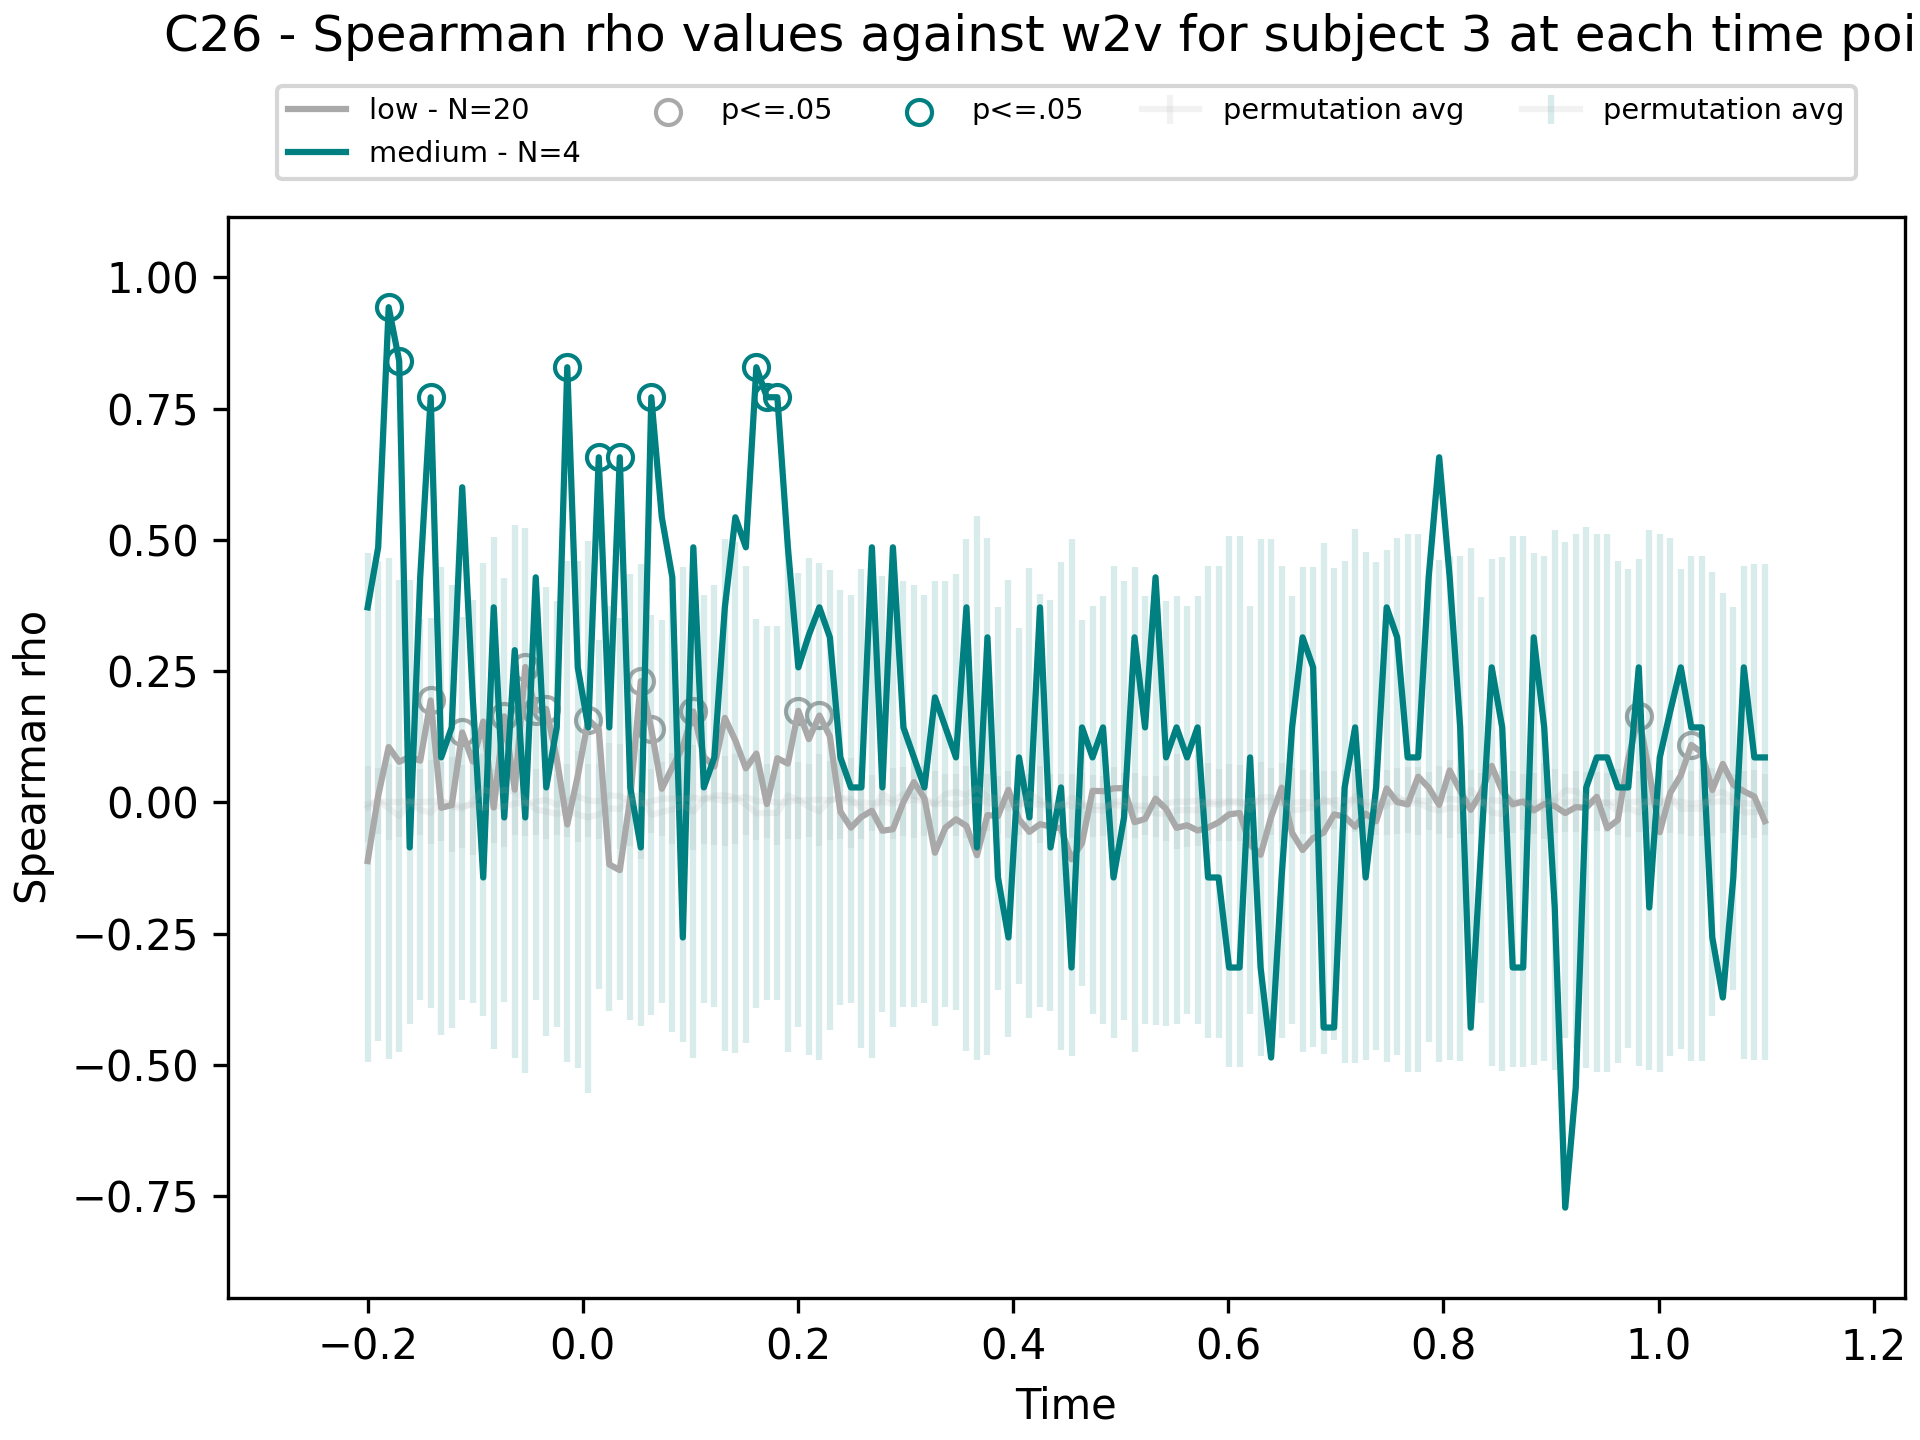 C26 - Spearman rho values against w2v for subject 3 at each time poi
low - N=20
medium - N=4
p<=.05
p<=.05
permutation avg
permutation avg
Spearman rho
1.00
0.75
0.50
0.25
0.00
−0.25
−0.50
−0.75
−0.2
0.0
0.2
0.4
0.6
0.8
1.0
1.2
Time